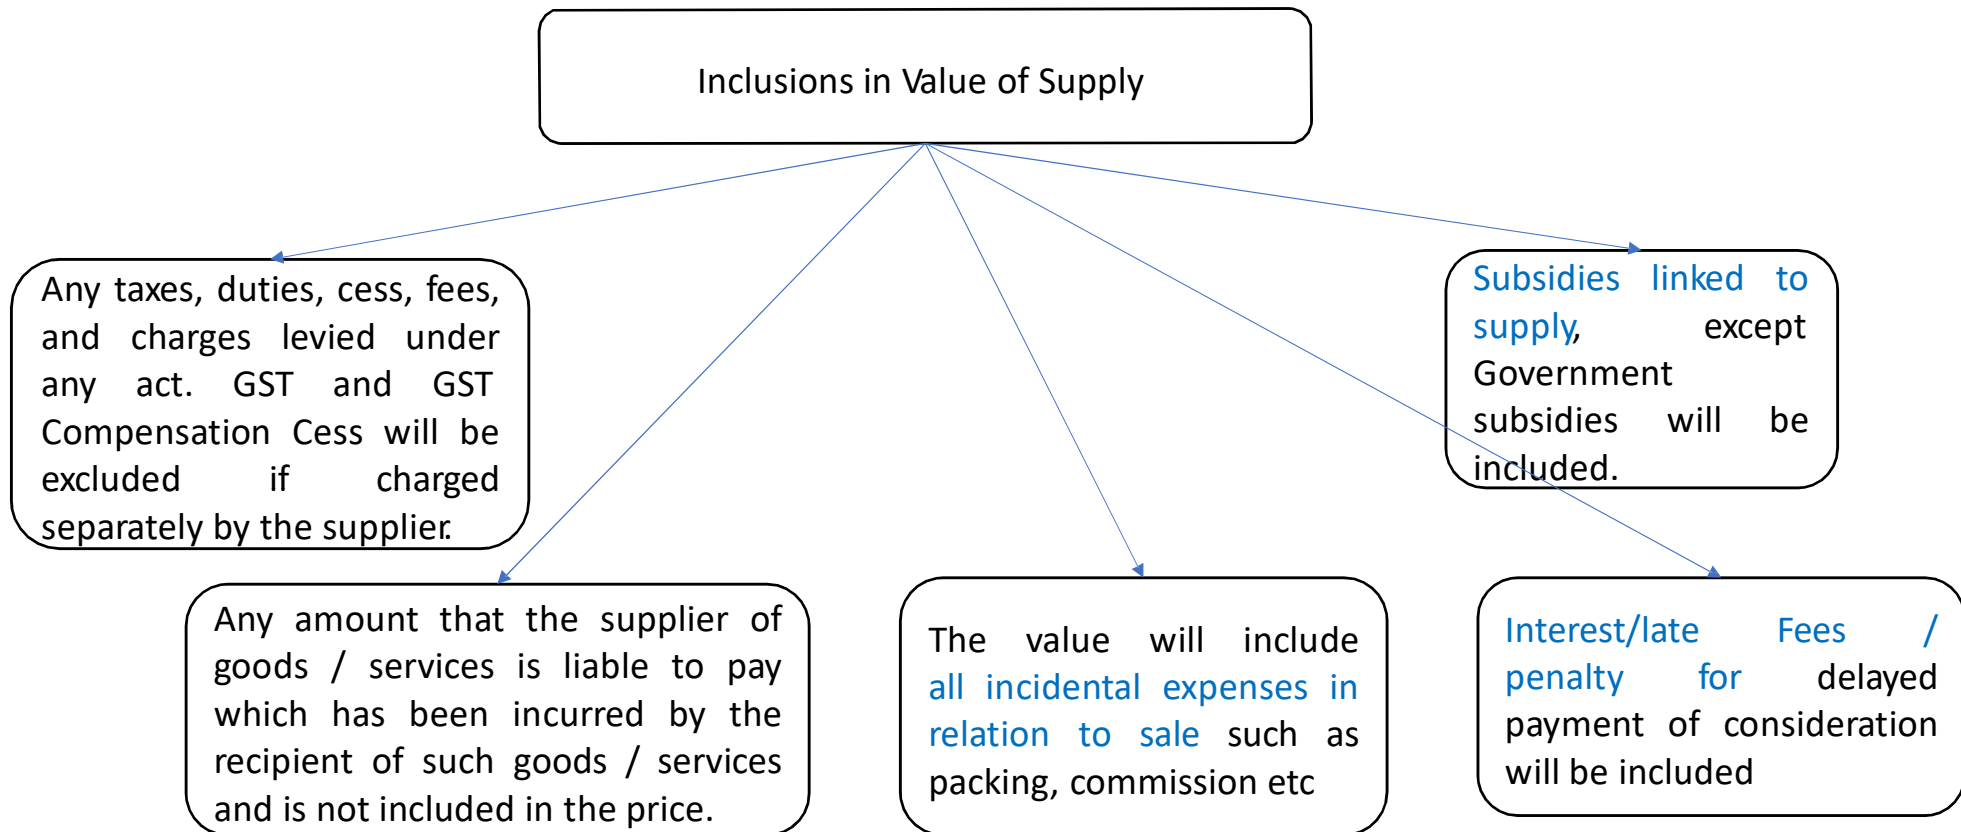 Inclusions in Value of Supply
Any taxes, duties, cess, fees,
and charges levied under
any act. GST and GST
Compensation Cess will be
excluded if charged
separately by the supplier.
Subsidies linked to
supply, except
Government
subsidies will be
included.
Any amount that the supplier of
goods / services is liable to pay
which has been incurred by the
recipient of such goods / services
and is not included in the price.
The value will include
all incidental expenses in
relation to sale such as
packing, commission etc
Interest/late Fees /
penalty for delayed
payment of consideration
will be included